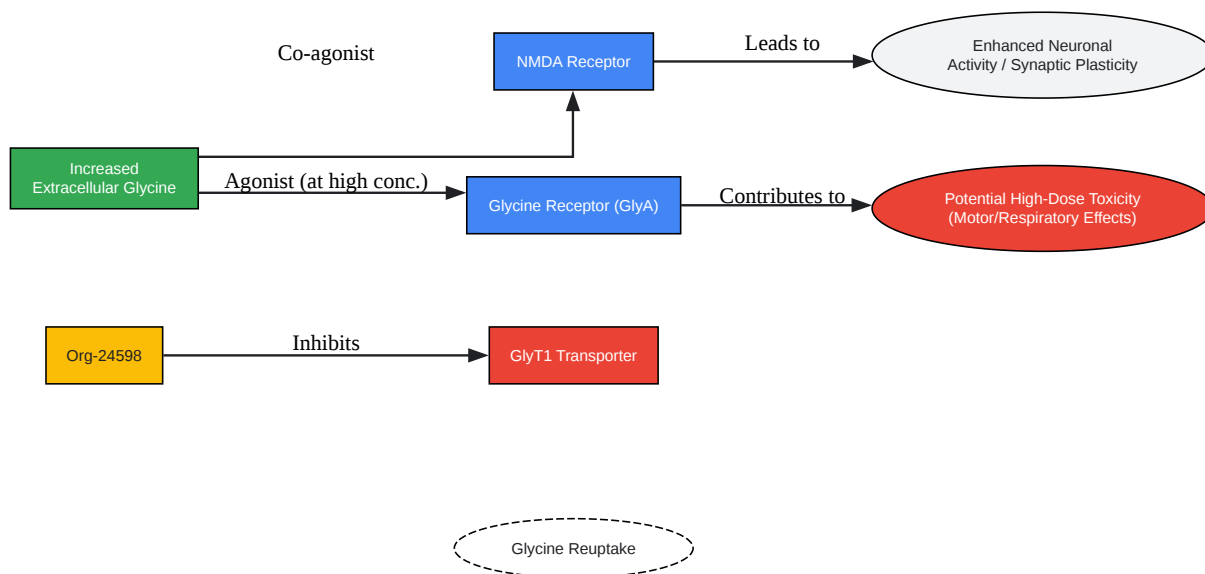 Co-agonist
NMDA Receptor
Leads to
Enhanced Neuronal
Activity / Synaptic Plasticity
Increased
Extracellular Glycine
Agonist (at high conc.)
Glycine Receptor (GlyA)
Contributes to
Potential High-Dose Toxicity
(Motor/Respiratory Effects)
Org-24598
Inhibits
GlyT1 Transporter
Glycine Reuptake